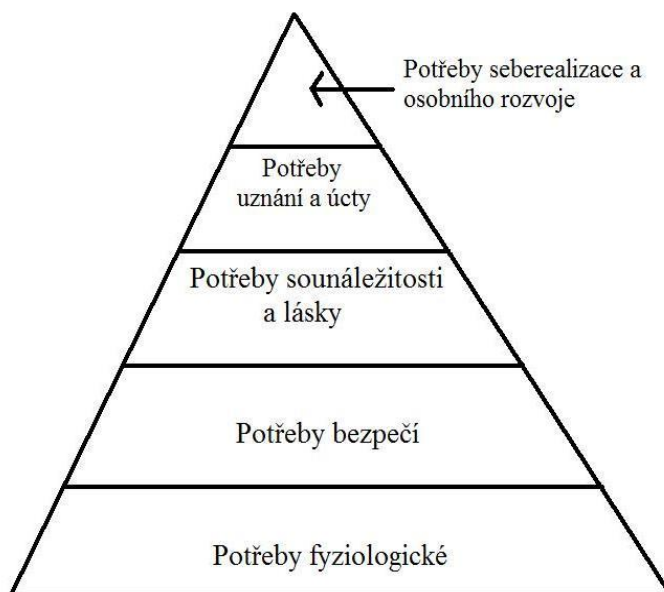 Potřeby seberealizace a
osobního rozvoje
Potřeby
uznání a úcty
Potřeby sounáležitosti
a lásky
Potřeby bezpečí
Potřeby fyziologické